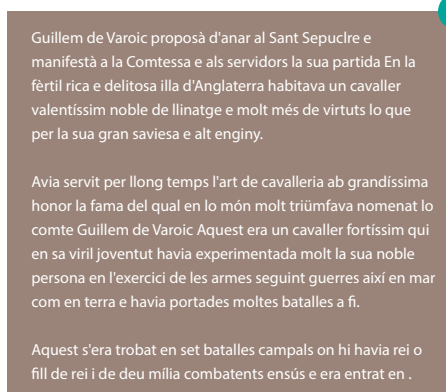 Guillem de Varoic proposà d'anar al Sant Sepuclre e
manifestà a la Comtessa e als servidors la sua partida En la
fèrtil rica e delitosa illa d'Anglaterra habitava un cavaller
valentíssim noble de llinatge e molt més de virtuts lo que
per la sua gran saviesa e alt enginy.

Avia servit per llong temps l'art de cavalleria ab grandíssima
honor la fama del qual en lo món molt triümfava nomenat lo
comte Guillem de Varoic Aquest era un cavaller fortíssim qui
en sa viril joventut havia experimentada molt la sua noble
persona en l'exercici de les armes seguint guerres així en mar
com en terra e havia portades moltes batalles a fi.

Aquest s'era trobat en set batalles campals on hi havia rei o
fill de rei i de deu mília combatents ensús e era entrat en .